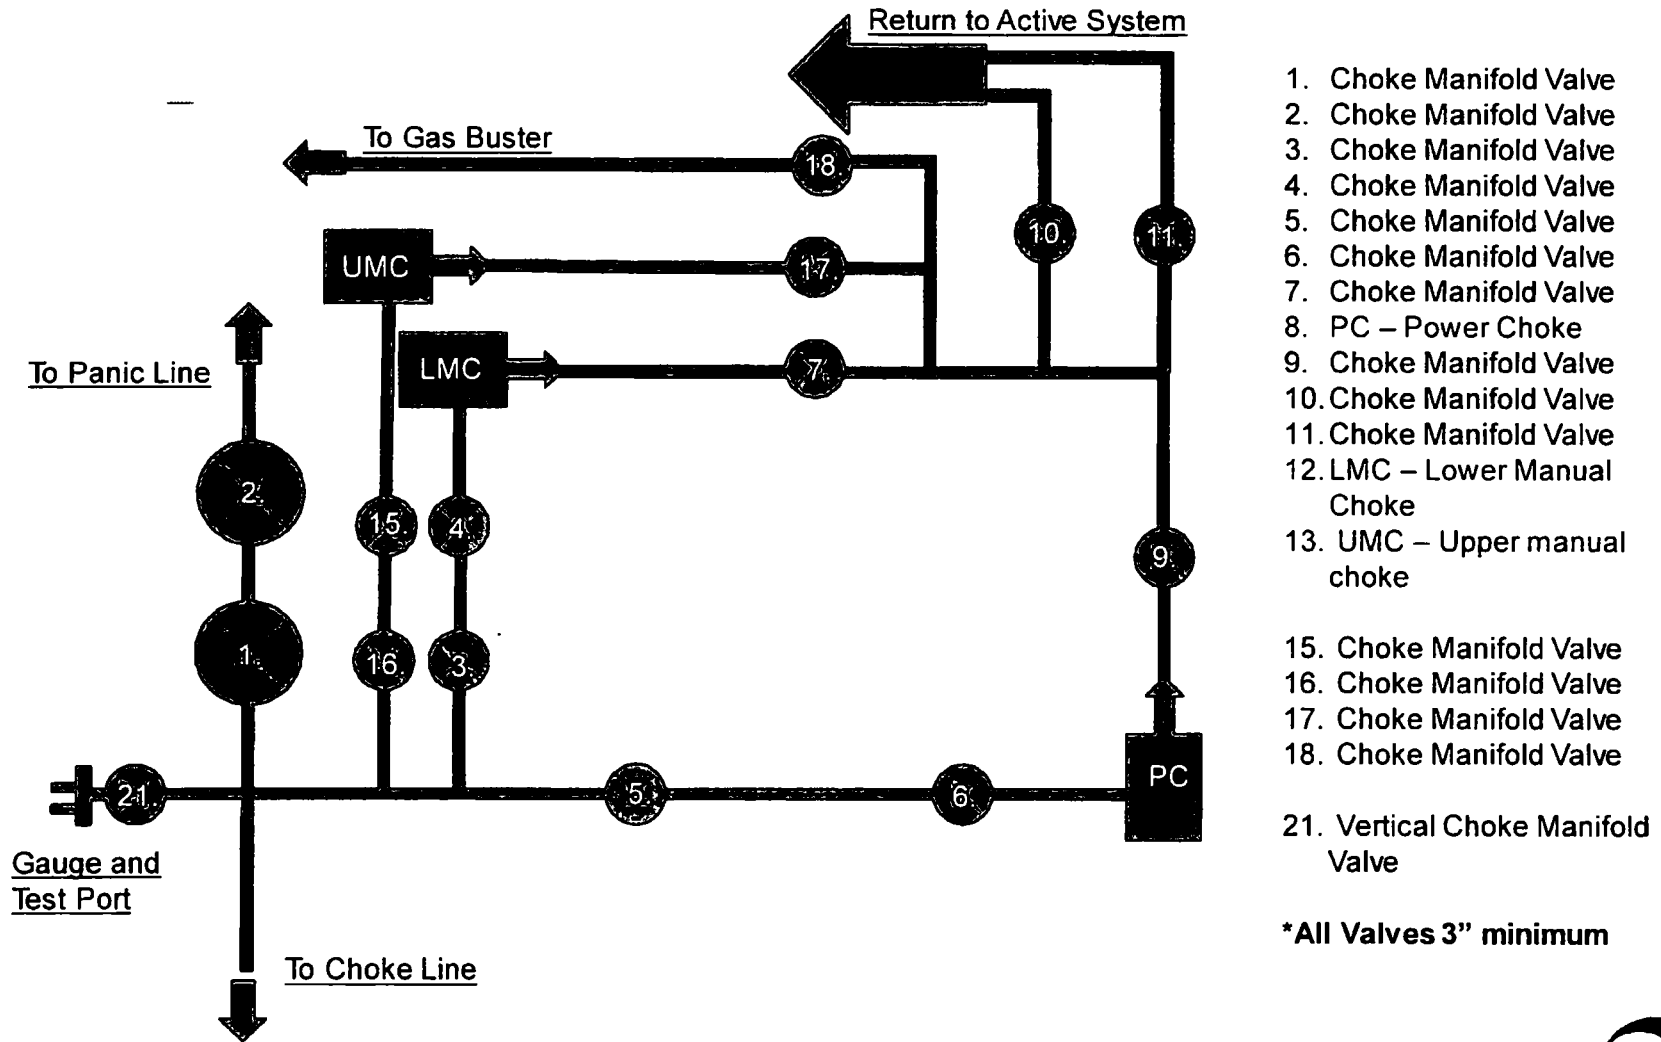 Return to Active System
To Gas Buster
18.
UMC
17.
10.
11.
LMC
7.
To Panic Line
2.
15.
4.
9.
1.
16.
3.
21.
5.
6.
PC
Gauge and
Test Port
To Choke Line
1. Choke Manifold Valve
2. Choke Manifold Valve
3. Choke Manifold Valve
4. Choke Manifold Valve
5. Choke Manifold Valve
6. Choke Manifold Valve
7. Choke Manifold Valve
8. PC – Power Choke
9. Choke Manifold Valve
10. Choke Manifold Valve
11. Choke Manifold Valve
12. LMC – Lower Manual
Choke
13. UMC – Upper manual
choke
15. Choke Manifold Valve
16. Choke Manifold Valve
17. Choke Manifold Valve
18. Choke Manifold Valve
21. Vertical Choke Manifold
Valve
*All Valves 3” minimum